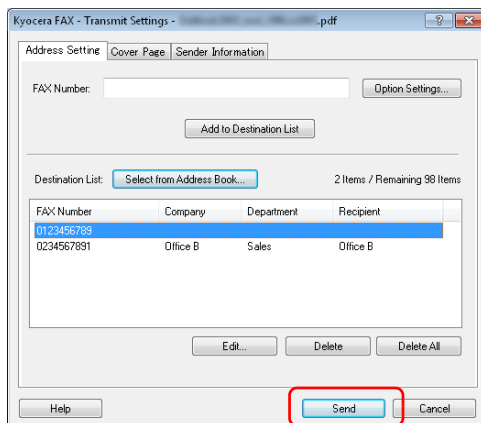 Kyocera FAX - Transmit Settings - .pdf
Address Setting Cover Page Sender Information
FAX Number: Option Settings...
Add to Destination List
Destination List: Select from Address Book... 2 Items / Remaining 98 Items
FAX Number Company Department Recipient
0123456789
0234567891 Office B Sales Office B
Edit... Delete Delete All
Help Send Cancel